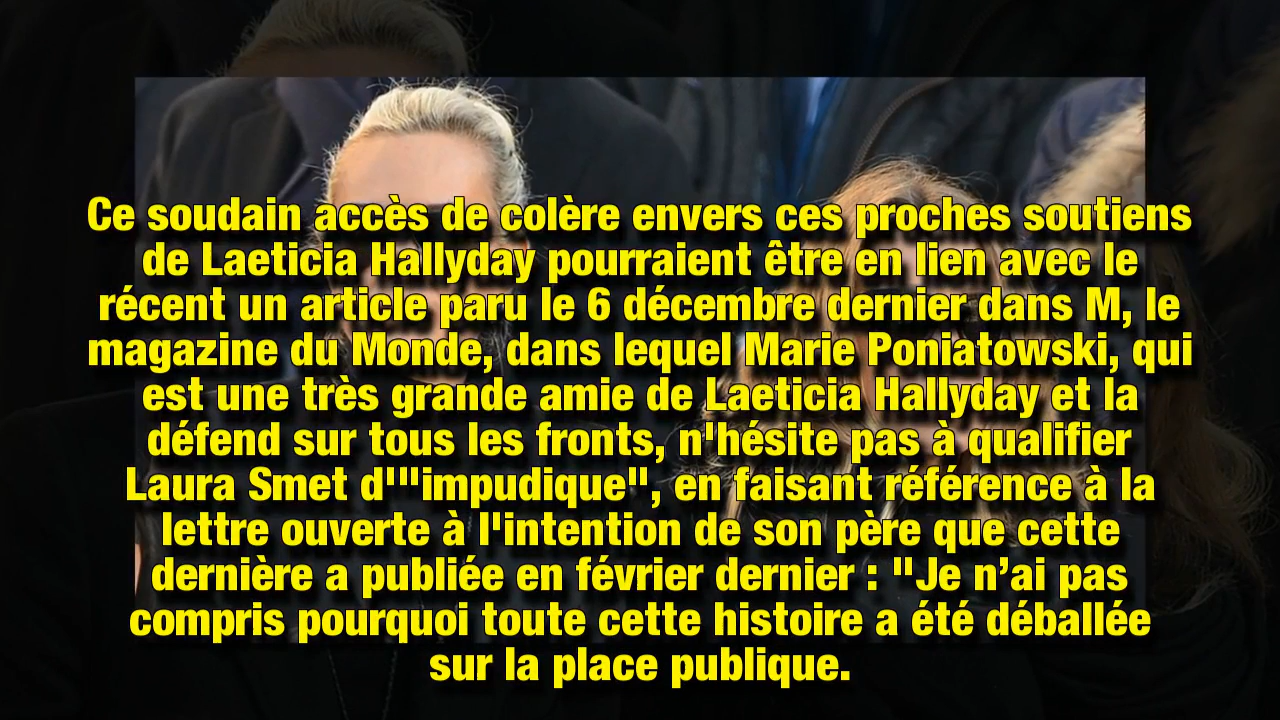 Ce soudain accès de colère envers ces proches soutiens
de Laeticia Hallyday pourraient être en lien avec le
récent un article paru le 6 décembre dernier dans M, le
magazine du Monde, dans lequel Marie Poniatowski, qui
est une très grande amie de Laeticia Hallyday et la
défend sur tous les fronts, n'hésite pas à qualifier
Laura Smet d'"impudique", en faisant référence à la
lettre ouverte à l'intention de son père que cette
dernière a publiée en février dernier : "Je n’ai pas
compris pourquoi toute cette histoire a été déballée
sur la place publique.